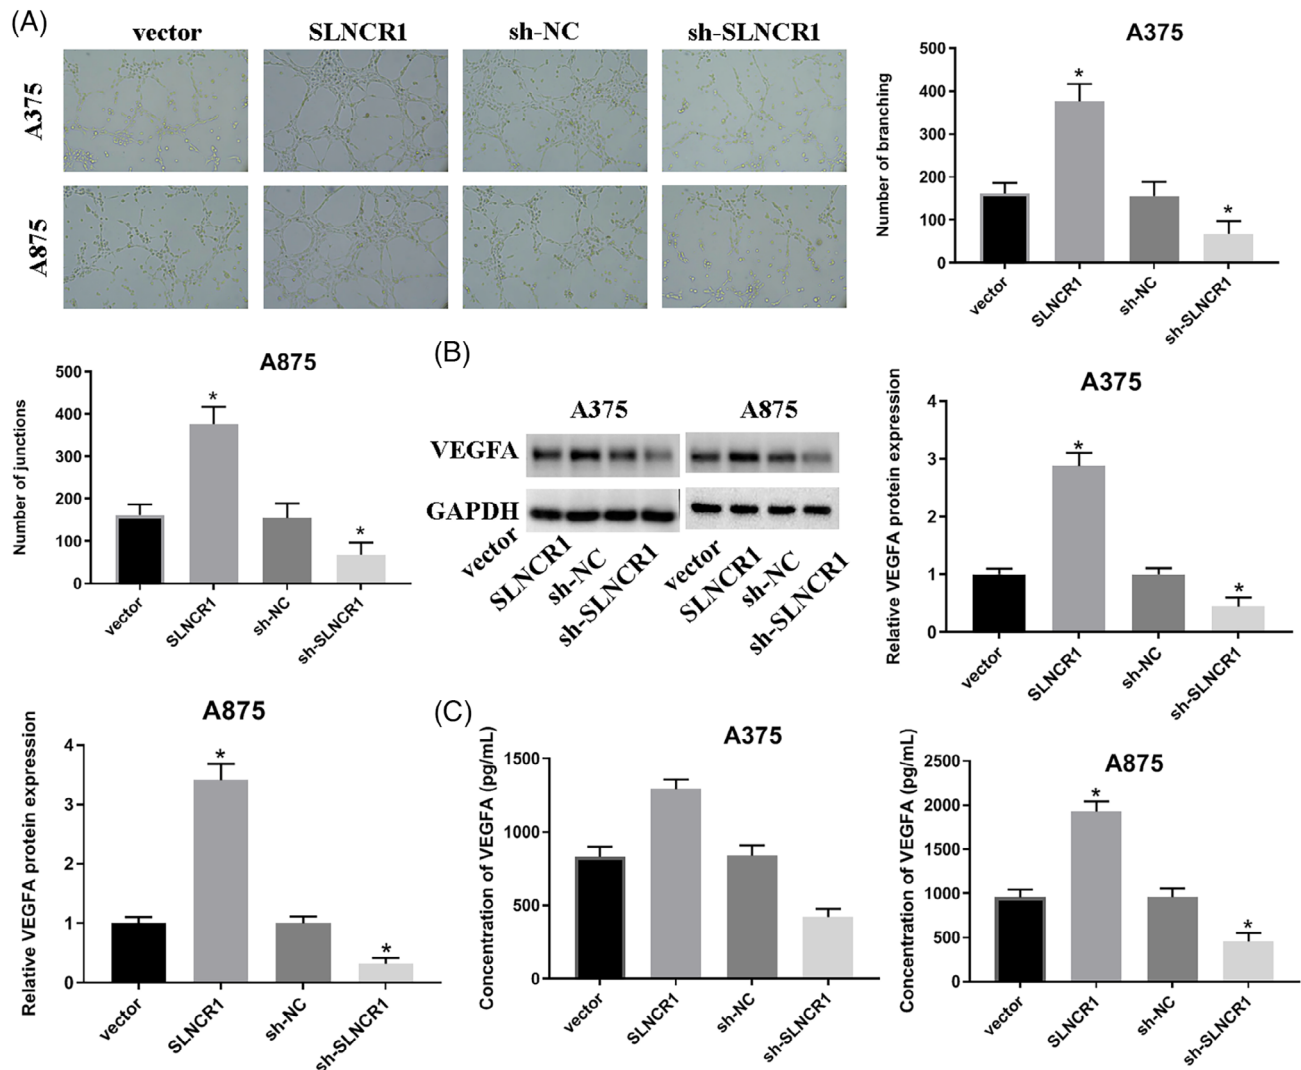 (A)
vector SLNCR1 sh-NC sh-SLNCR1
A375
A875
A375
Number of branching
500
400
300
200
100
0
* *
vector SLNCR1 sh-NC sh-SLNCR1
A875
Number of junctions
500
400
300
200
100
0
* *
vector SLNCR1 sh-NC sh-SLNCR1
(B)
A375 A875
VEGFA
GAPDH
vector SLNCR1 sh-NC sh-SLNCR1 vector SLNCR1 sh-NC sh-SLNCR1
A375
Relative VEGFA protein expression
4
3
2
1
0
* *
vector SLNCR1 sh-NC sh-SLNCR1
A875
Relative VEGFA protein expression
4
3
2
1
0
* *
vector SLNCR1 sh-NC sh-SLNCR1
(C)
A375
Concentration of VEGFA (pg/mL)
1500
1000
500
0
vector SLNCR1 sh-NC sh-SLNCR1
A875
Concentration of VEGFA (pg/mL)
2500
2000
1500
1000
500
0
* *
vector SLNCR1 sh-NC sh-SLNCR1